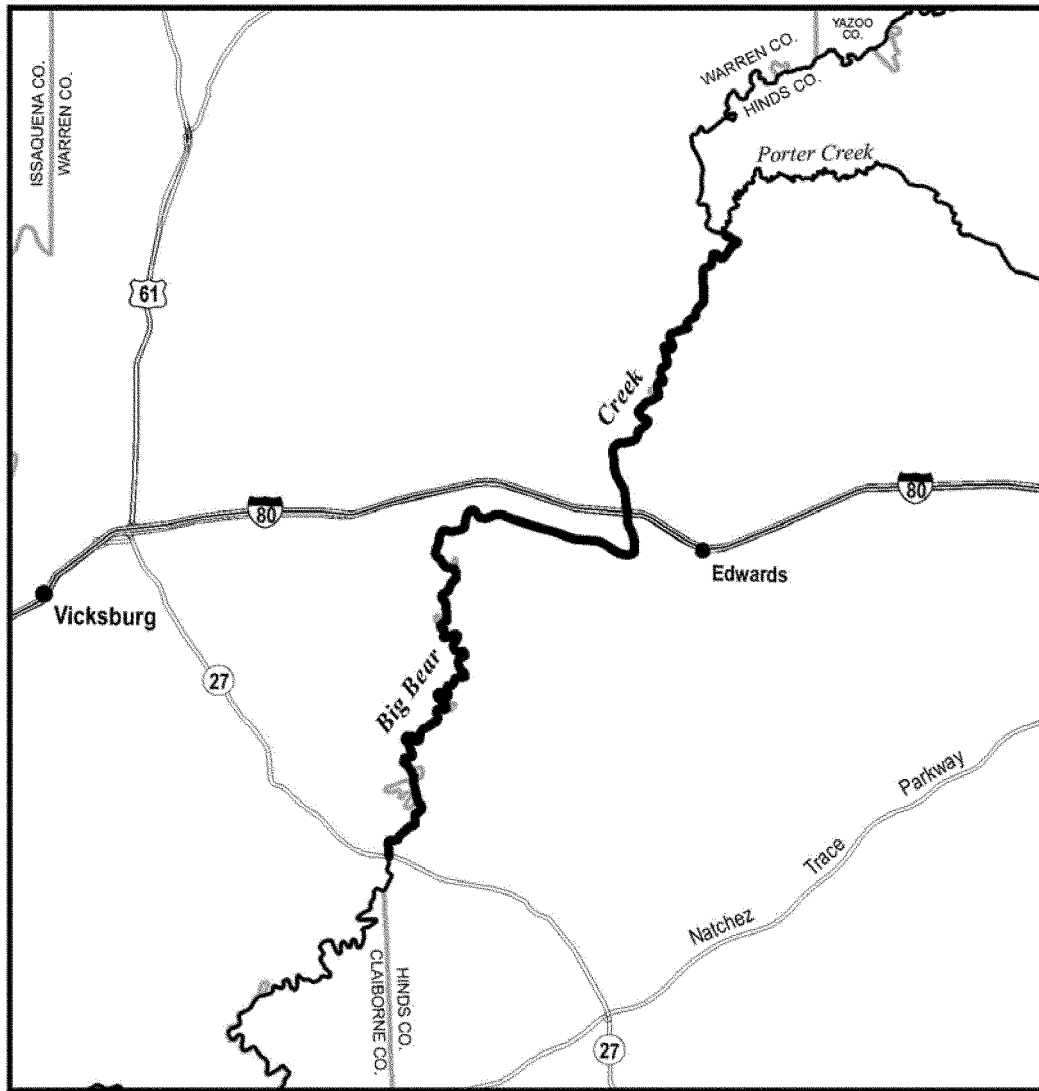 YAZOO
CO.
WARREN CO.
HINDS CO.
ISSAQUENA CO.
WARREN CO.
Porter Creek
61
Creek
80
80
Edwards
Vicksburg
27
Big Bear
Parkway
Trace
Natchez
HINDS CO.
CLAIBORNE CO.
27